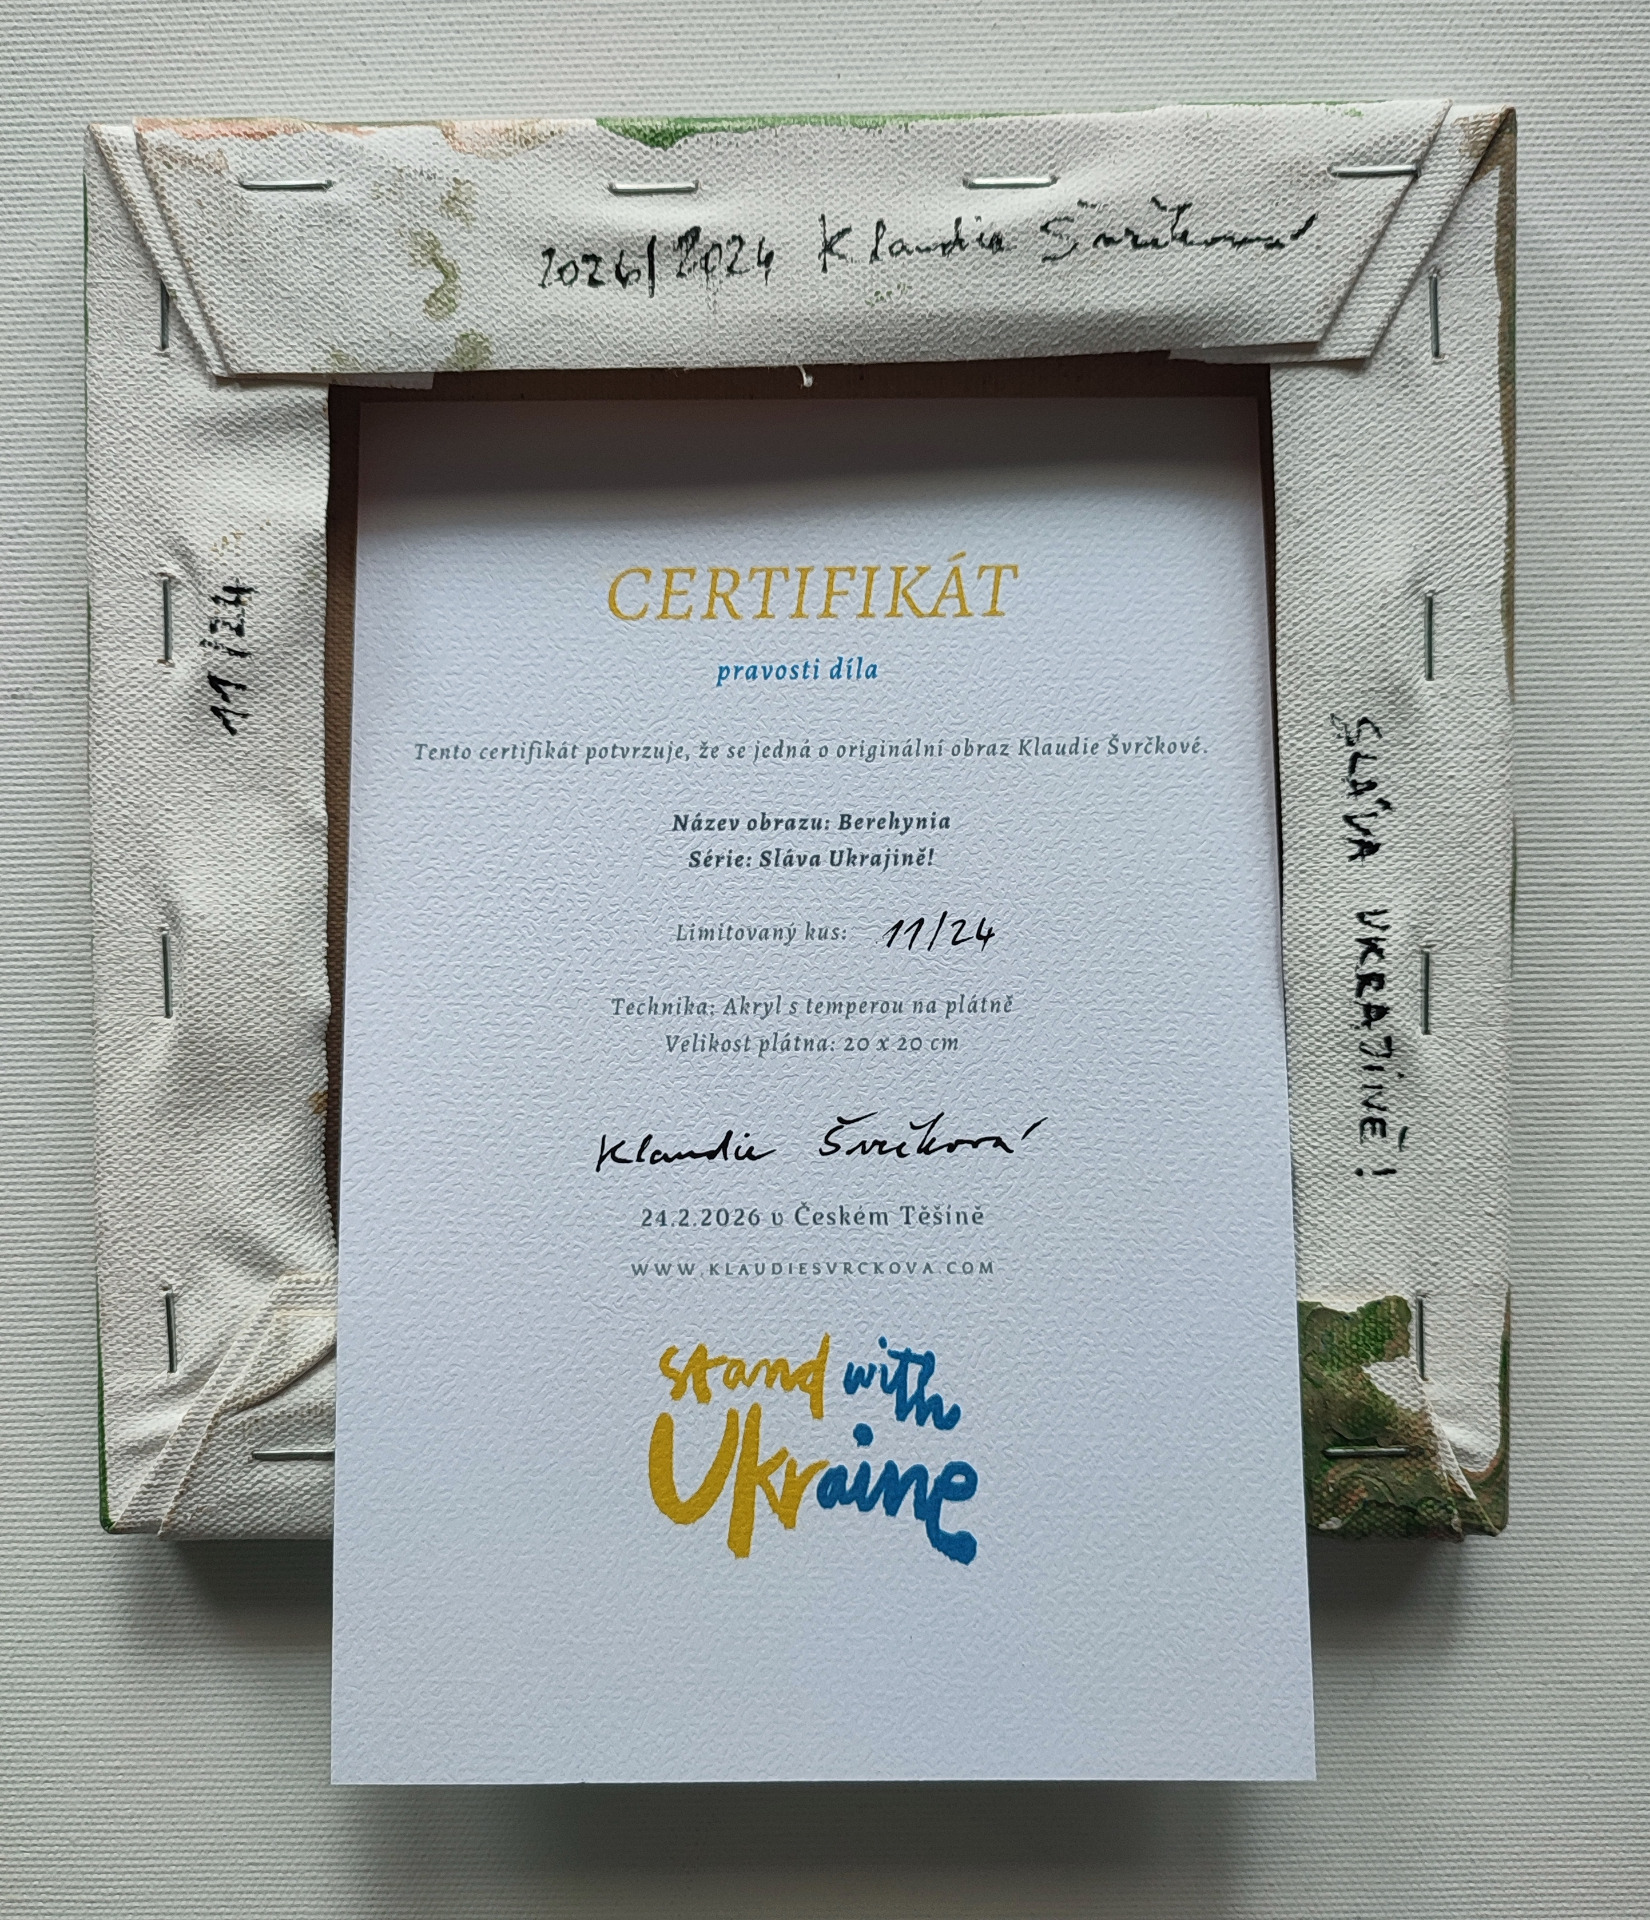 2026/2024 Klaudie Švrčková
11/24
CERTIFIKÁT
pravosti díla
Tento certifikát potvrzuje, že se jedná o originální obraz Klaudie Švrčkové.
Název obrazu: Berehynia
Série: Sláva Ukrajině!
Limitovaný kus: 11/24
Technika: Akryl s temperou na plátně
Velikost plátna: 20 x 20 cm
Klaudie Švrčková
24.2.2026 v Českém Těšíně
WWW.KLAUDIESVRCKOVA.COM
stand with
Ukraine
SLÁVA UKRAJINĚ!